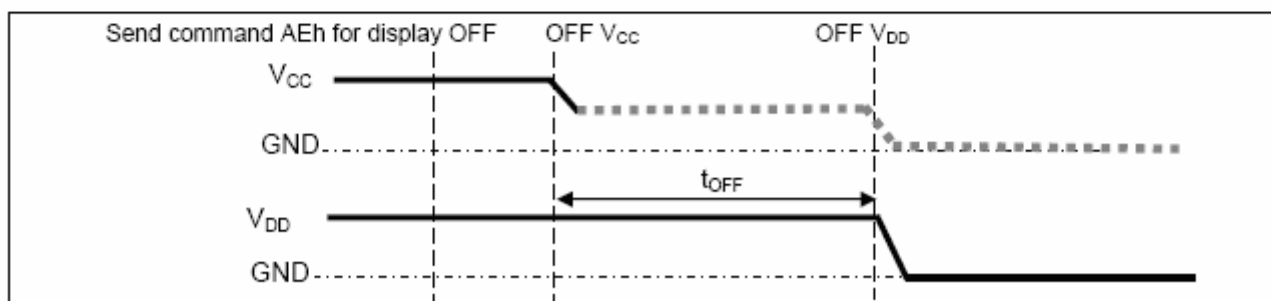 Send command AEh for display OFF OFF VCC OFF VDD
VCC
GND
tOFF
VDD
GND